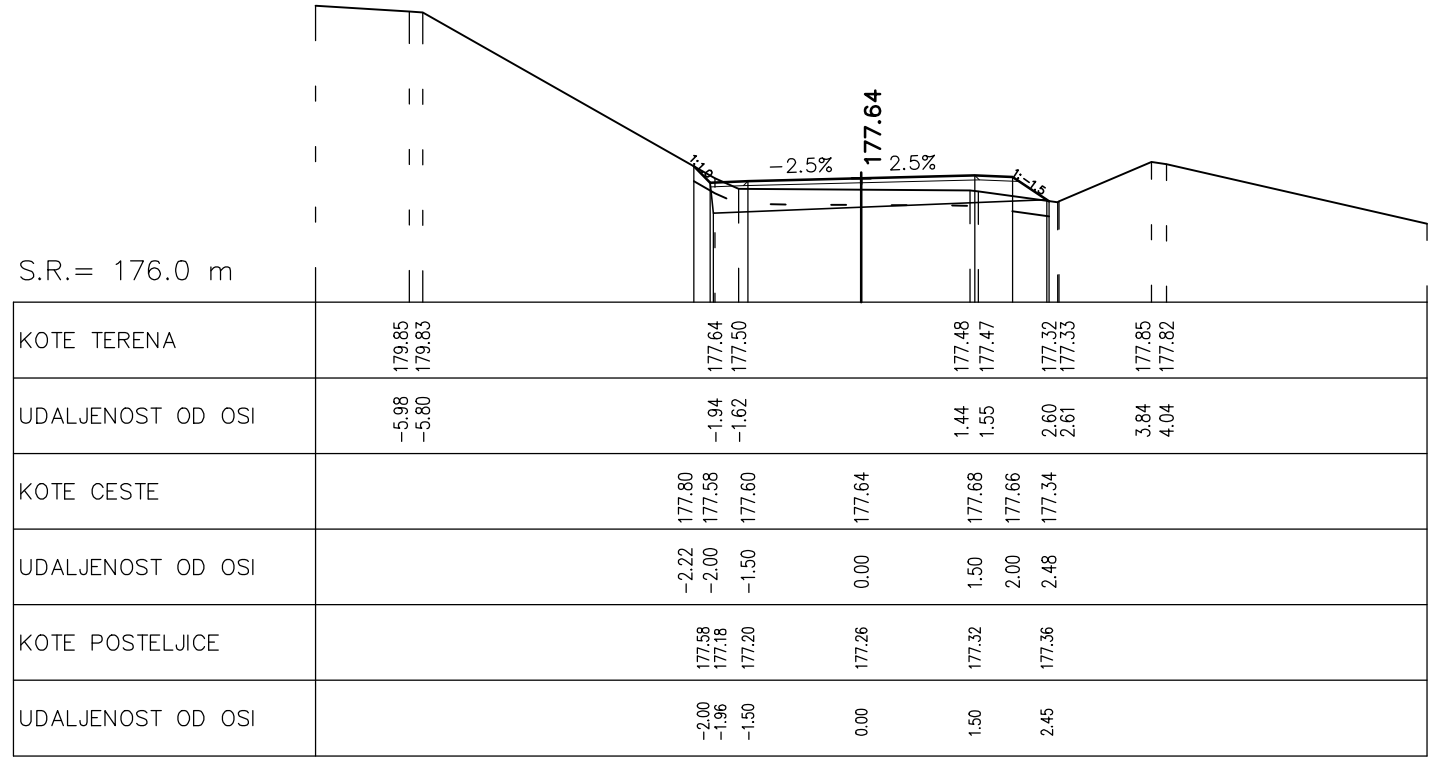 177.64
1:1.0
-2.5%
2.5%
1:-1.5
S.R.= 176.0 m
KOTE TERENA
179.85 179.83 177.64 177.50 177.48 177.47 177.32 177.33 177.85 177.82
UDALJENOST OD OSI
-5.98 -5.80 -1.94 -1.62 1.44 1.55 2.60 2.61 3.84 4.04
KOTE CESTE
177.80 177.58 177.60 177.64 177.68 177.66 177.34
UDALJENOST OD OSI
-2.22 -2.00 -1.50 0.00 1.50 2.00 2.48
KOTE POSTELJICE
177.58 177.18 177.20 177.26 177.32 177.36
UDALJENOST OD OSI
-2.00 -1.96 -1.50 0.00 1.50 2.45